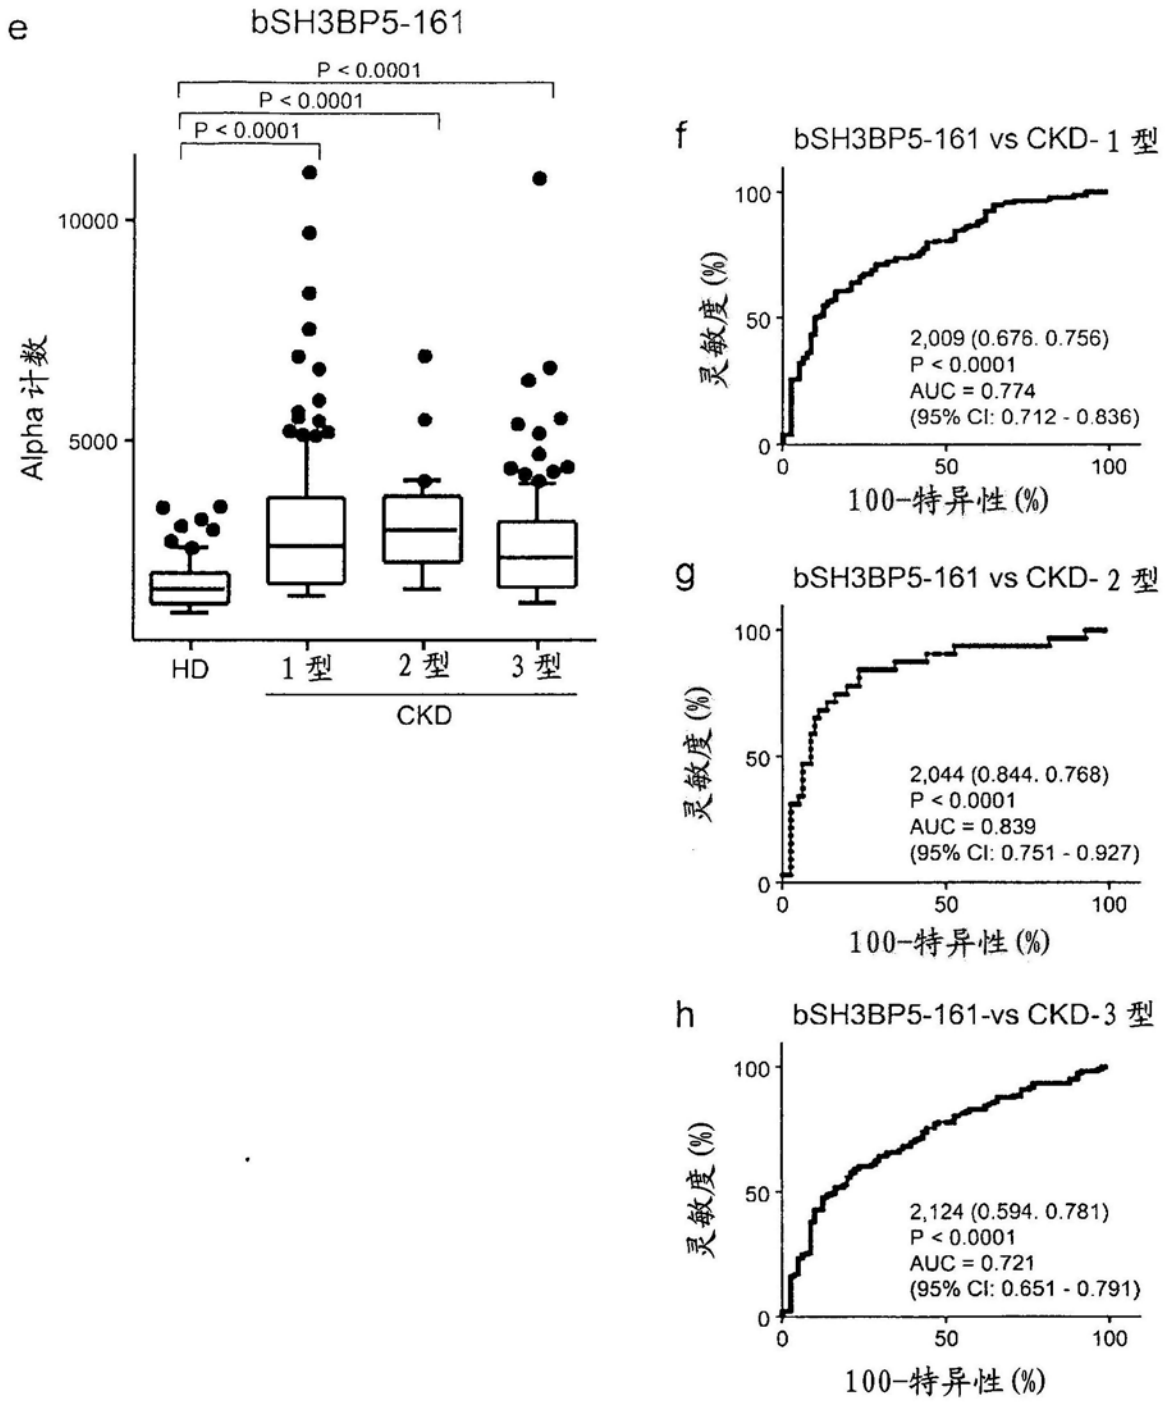 e
bSH3BP5-161
P < 0.0001
P < 0.0001
P < 0.0001
10000
5000
Alpha 计数
HD
1 型
2 型
3 型
CKD
f
bSH3BP5-161 vs CKD- 1 型
100
50
0
灵敏度 (%)
2,009 (0.676. 0.756)
P < 0.0001
AUC = 0.774
(95% CI: 0.712 - 0.836)
0
50
100
100-特异性 (%)
g
bSH3BP5-161 vs CKD- 2 型
100
50
0
灵敏度 (%)
2,044 (0.844. 0.768)
P < 0.0001
AUC = 0.839
(95% CI: 0.751 - 0.927)
0
50
100
100-特异性 (%)
h
bSH3BP5-161-vs CKD-3 型
100
50
0
灵敏度 (%)
2,124 (0.594. 0.781)
P < 0.0001
AUC = 0.721
(95% CI: 0.651 - 0.791)
0
50
100
100-特异性 (%)